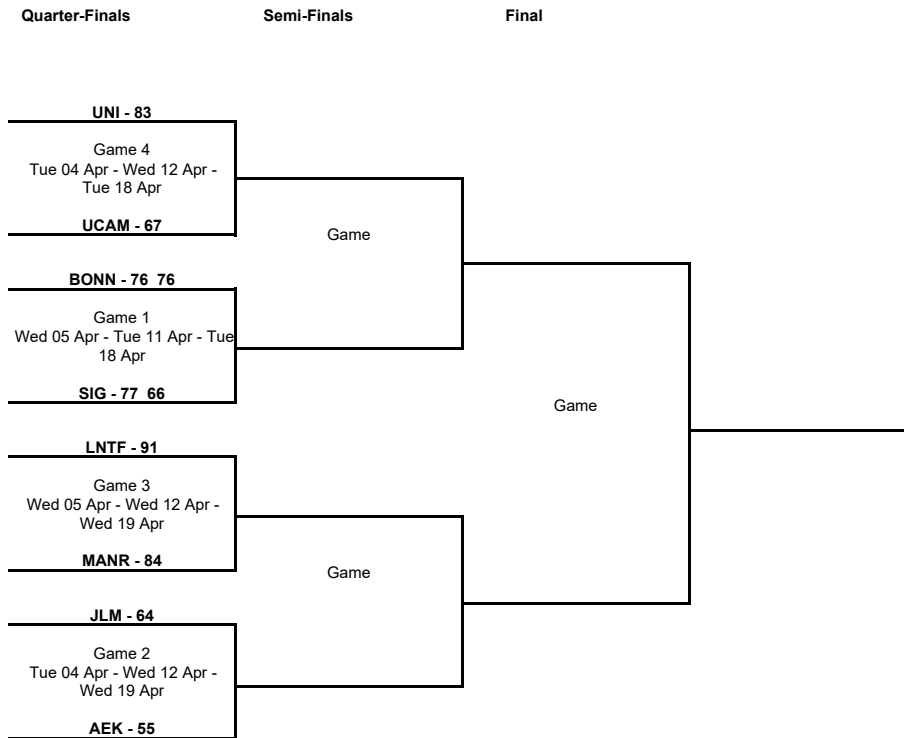 Quarter-Finals Semi-Finals Final
UNI - 83
Game 4
Tue 04 Apr - Wed 12 Apr -
Tue 18 Apr
UCAM - 67
Game
BONN - 76 76
Game 1
Wed 05 Apr - Tue 11 Apr - Tue
18 Apr
SIG - 77 66
Game
LNTF - 91
Game 3
Wed 05 Apr - Wed 12 Apr -
Wed 19 Apr
MANR - 84
Game
JLM - 64
Game 2
Tue 04 Apr - Wed 12 Apr -
Wed 19 Apr
AEK - 55